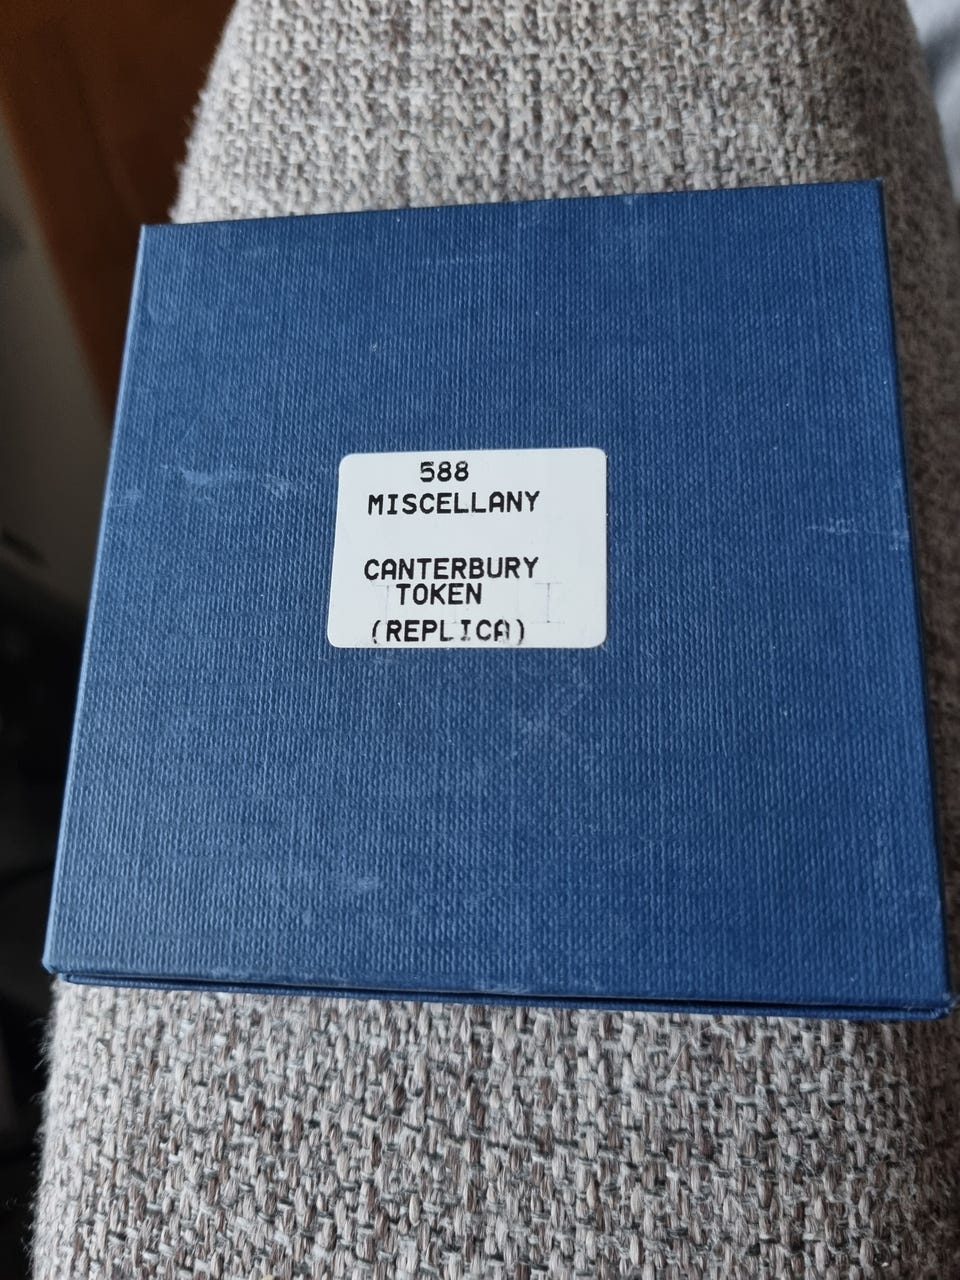 588
MISCELLANY
CANTERBURY
TOKEN
(REPLICA)